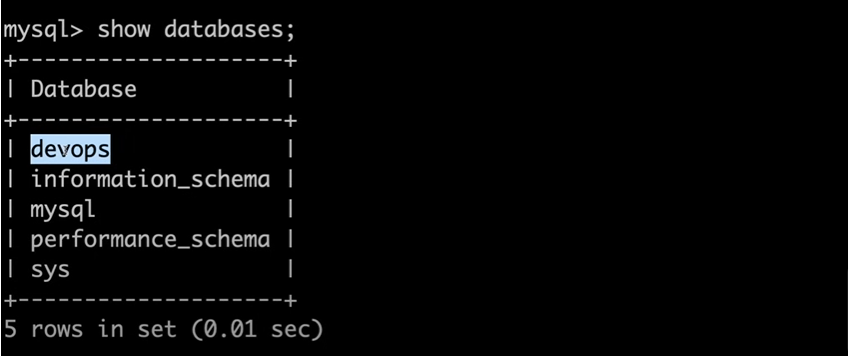 mysql> show databases;
+--------------------+
| Database           |
+--------------------+
| devops             |
| information_schema |
| mysql              |
| performance_schema |
| sys                |
+--------------------+
5 rows in set (0.01 sec)